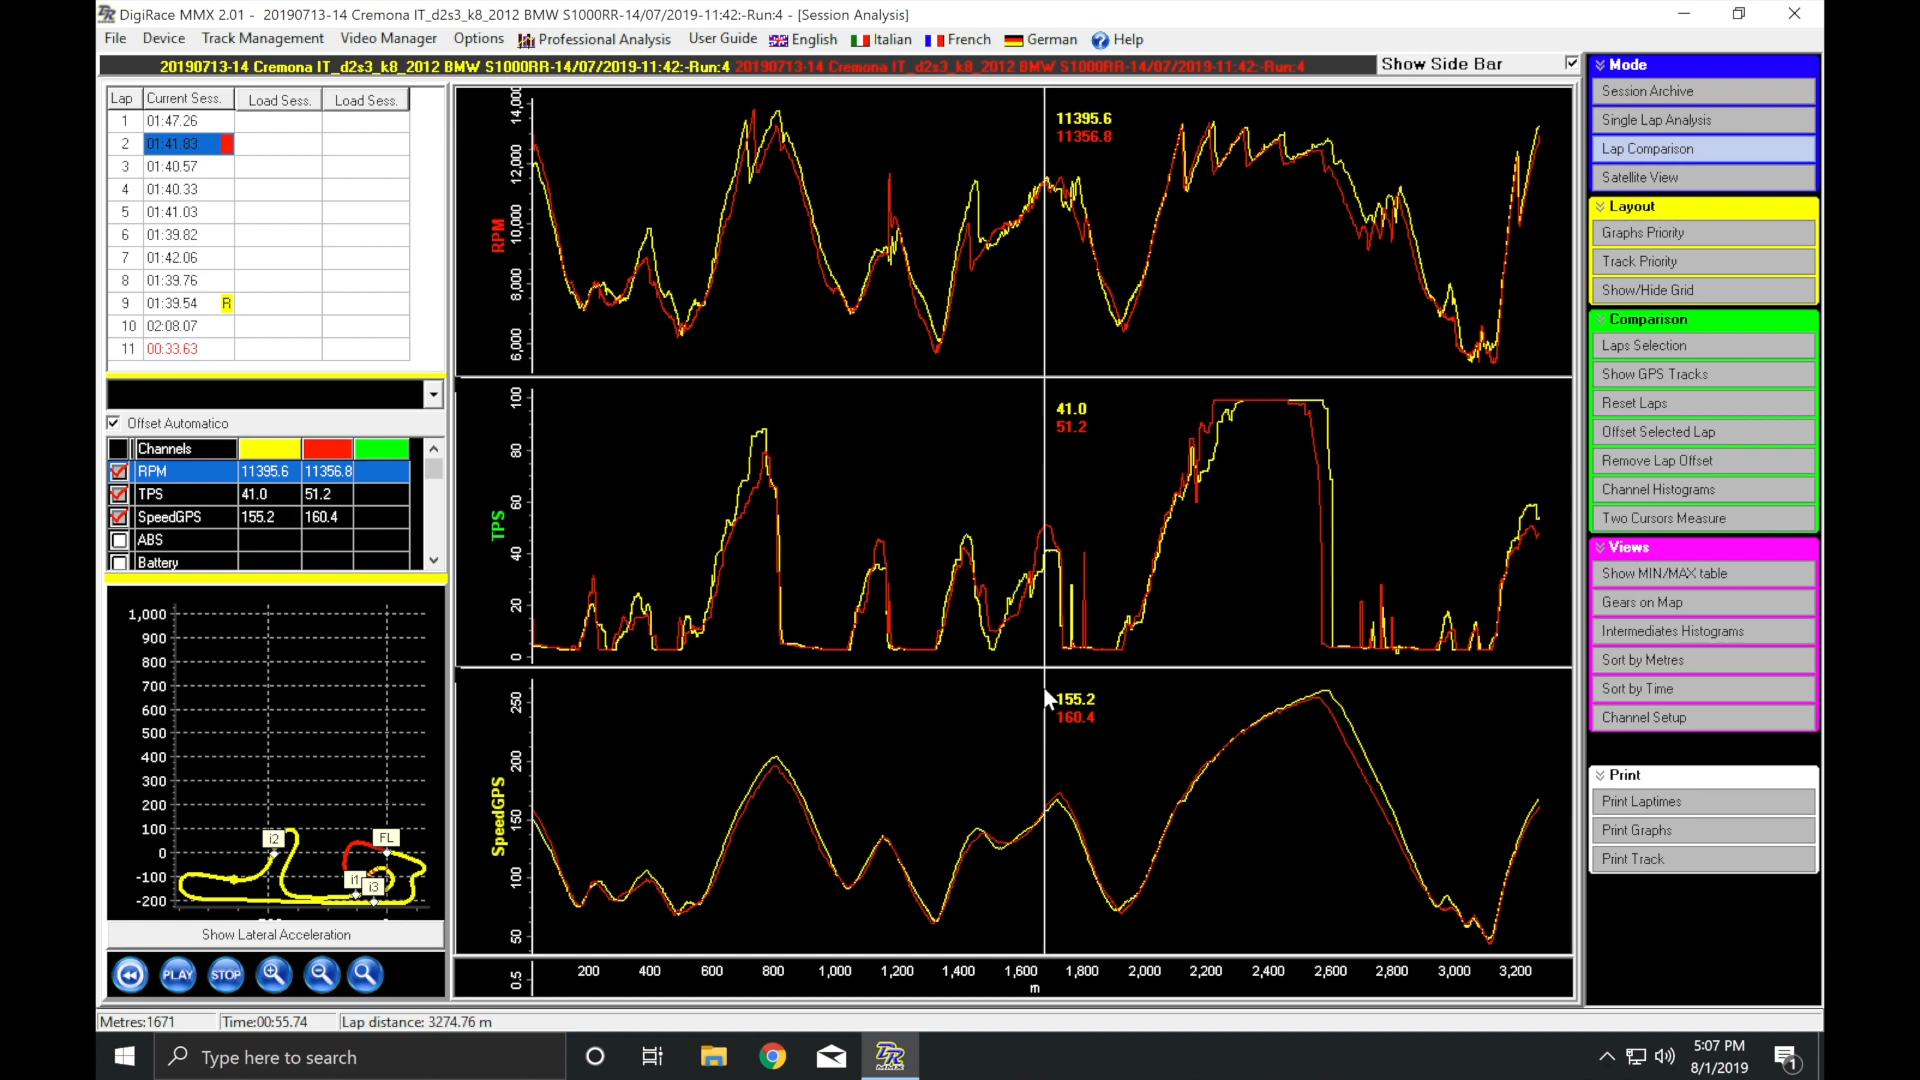 DigiRace MMX 2.01 - 20190713-14 Cremona IT_d2s3_k8_2012 BMW S1000RR-14/07/2019-11:42:-Run:4 - [Session Analysis]
File Device Track Management Video Manager Options Professional Analysis User Guide English Italian French German Help
20190713-14 Cremona IT_d2s3_k8_2012 BMW S1000RR-14/07/2019-11:42:-Run:4 20190713-14 Cremona IT_d2s3_k8_2012 BMW S1000RR-14/07/2019-11:42:-Run:4 Show Side Bar
Lap Current Sess. Load Sess. Load Sess.
1 01:47.26
2 01:41.83
3 01:40.57
4 01:40.33
5 01:41.03
6 01:39.82
7 01:42.06
8 01:39.76
9 01:39.54 R
10 02:08.07
11 00:33.63
Offset Automatico
Channels
RPM 11395.6 11356.8
TPS 41.0 51.2
SpeedGPS 155.2 160.4
ABS
Battery
1,000
900
800
700
600
500
400
300
200
100
0
-100
-200
i2
FL
i1
i3
Show Lateral Acceleration
PLAY STOP
RPM
14,000
12,000
10,000
8,000
6,000
11395.6
11356.8
TPS
100
80
60
40
20
0
41.0
51.2
SpeedGPS
250
200
150
100
50
155.2
160.4
0.5
200 400 600 800 1,000 1,200 1,400 1,600 1,800 2,000 2,200 2,400 2,600 2,800 3,000 3,200
m
Mode
Session Archive
Single Lap Analysis
Lap Comparison
Satellite View
Layout
Graphs Priority
Track Priority
Show/Hide Grid
Comparison
Laps Selection
Show GPS Tracks
Reset Laps
Offset Selected Lap
Remove Lap Offset
Channel Histograms
Two Cursors Measure
Views
Show MIN/MAX table
Gears on Map
Intermediates Histograms
Sort by Metres
Sort by Time
Channel Setup
Print
Print Laptimes
Print Graphs
Print Track
Metres:1671 Time:00:55.74 Lap distance: 3274.76 m
Type here to search
5:07 PM
8/1/2019
1